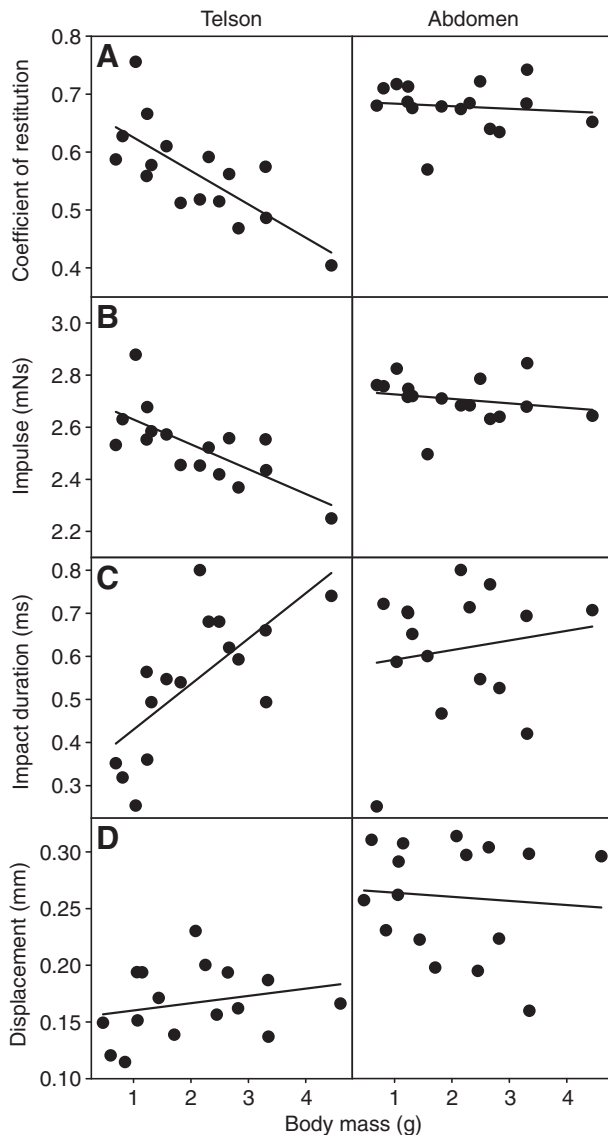 Telson Abdomen
A
Coefficient of restitution
0.8
0.7
0.6
0.5
0.4
B
Impulse (mNs)
3.0
2.8
2.6
2.4
2.2
C
Impact duration (ms)
0.8
0.7
0.6
0.5
0.4
0.3
D
Displacement (mm)
0.30
0.25
0.20
0.15
0.10
1 2 3 4 1 2 3 4
Body mass (g)